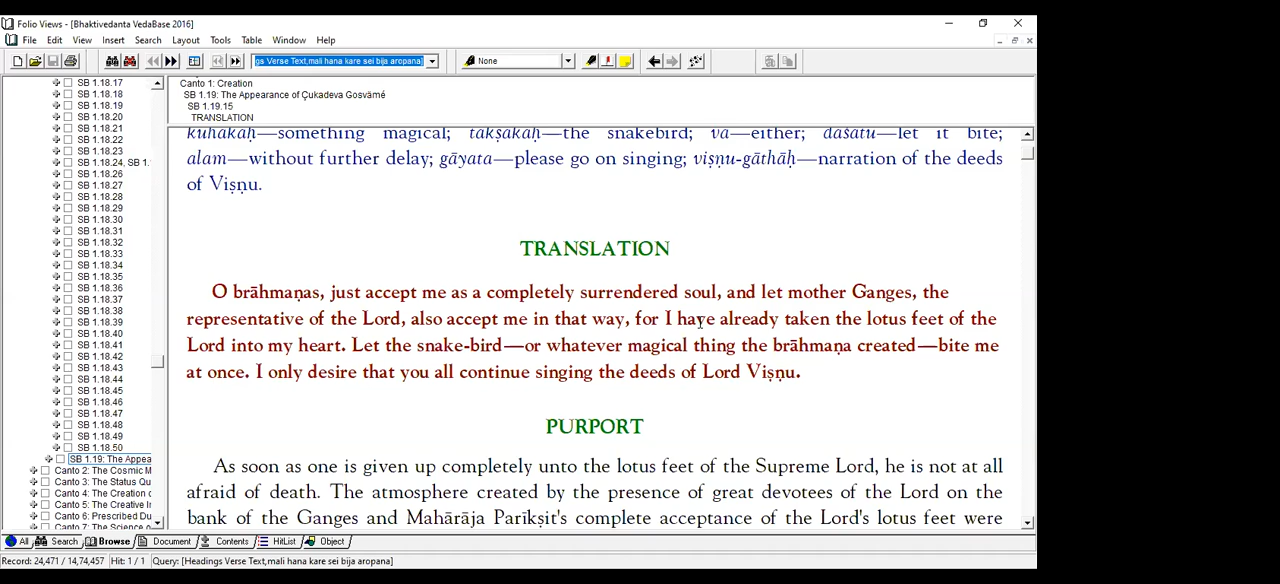 Folio Views - [Bhaktivedanta VedaBase 2016]
File Edit View Insert Search Layout Tools Table Window Help
gs Verse Text,mali hana kare sei bija aropana]
None
SB 1.18.17
SB 1.18.18
SB 1.18.19
SB 1.18.20
SB 1.18.21
SB 1.18.22
SB 1.18.23
SB 1.18.24, SB 1.
SB 1.18.26
SB 1.18.27
SB 1.18.28
SB 1.18.29
SB 1.18.30
SB 1.18.31
SB 1.18.32
SB 1.18.33
SB 1.18.34
SB 1.18.35
SB 1.18.36
SB 1.18.37
SB 1.18.38
SB 1.18.39
SB 1.18.40
SB 1.18.41
SB 1.18.42
SB 1.18.43
SB 1.18.44
SB 1.18.45
SB 1.18.46
SB 1.18.47
SB 1.18.48
SB 1.18.49
SB 1.18.50
SB 1.19: The Appea
Canto 2: The Cosmic M
Canto 3: The Status Qu
Canto 4: The Creation o
Canto 5: The Creative I
Canto 6: Prescribed Du
Canto 7: The Science o
Canto 1: Creation
SB 1.19: The Appearance of Çukadeva Gosvämé
SB 1.19.15
TRANSLATION
kuhakaḥ—something magical; takṣakaḥ—the snakebird; vā—either; daśatu—let it bite;
alam—without further delay; gāyata—please go on singing; viṣṇu-gāthāḥ—narration of the deeds
of Viṣṇu.
TRANSLATION
O brāhmaṇas, just accept me as a completely surrendered soul, and let mother Ganges, the
representative of the Lord, also accept me in that way, for I have already taken the lotus feet of the
Lord into my heart. Let the snake-bird—or whatever magical thing the brāhmaṇa created—bite me
at once. I only desire that you all continue singing the deeds of Lord Viṣṇu.
PURPORT
As soon as one is given up completely unto the lotus feet of the Supreme Lord, he is not at all
afraid of death. The atmosphere created by the presence of great devotees of the Lord on the
bank of the Ganges and Mahārāja Parīkṣit's complete acceptance of the Lord's lotus feet were
All Search Browse Document Contents HitList Object
Record: 24,471 / 14,74,457 Hit: 1 / 1 Query: [Headings Verse Text,mali hana kare sei bija aropana]